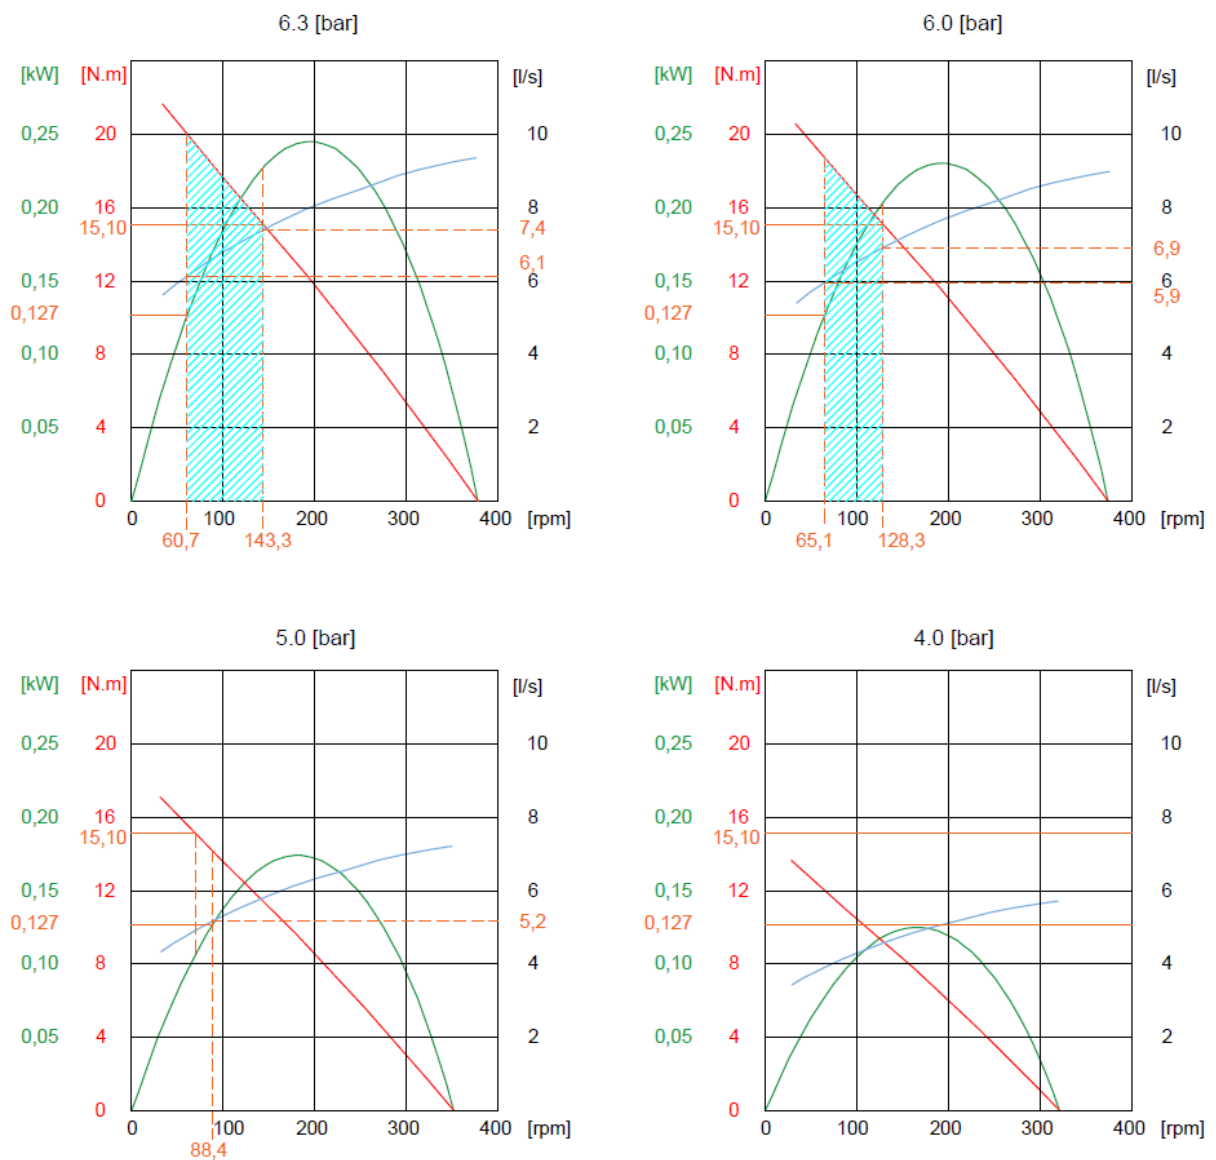 6.3 [bar]
[kW] [N.m] [l/s]
0,25 20 10
0,20 16 8
15,10 7,4
6,1
0,15 12 6
0,127
0,10 8 4
0,05 4 2
0
0 100 200 300 400 [rpm]
60,7 143,3
6.0 [bar]
[kW] [N.m] [l/s]
0,25 20 10
0,20 16 8
15,10
6,9
0,15 12 6
5,9
0,127
0,10 8 4
0,05 4 2
0
0 100 200 300 400 [rpm]
65,1 128,3
5.0 [bar]
[kW] [N.m] [l/s]
0,25 20 10
0,20 16 8
15,10
0,15 12 6
0,127 5,2
0,10 8 4
0,05 4 2
0
0 100 200 300 400 [rpm]
88,4
4.0 [bar]
[kW] [N.m] [l/s]
0,25 20 10
0,20 16 8
15,10
0,15 12 6
0,127
0,10 8 4
0,05 4 2
0
0 100 200 300 400 [rpm]